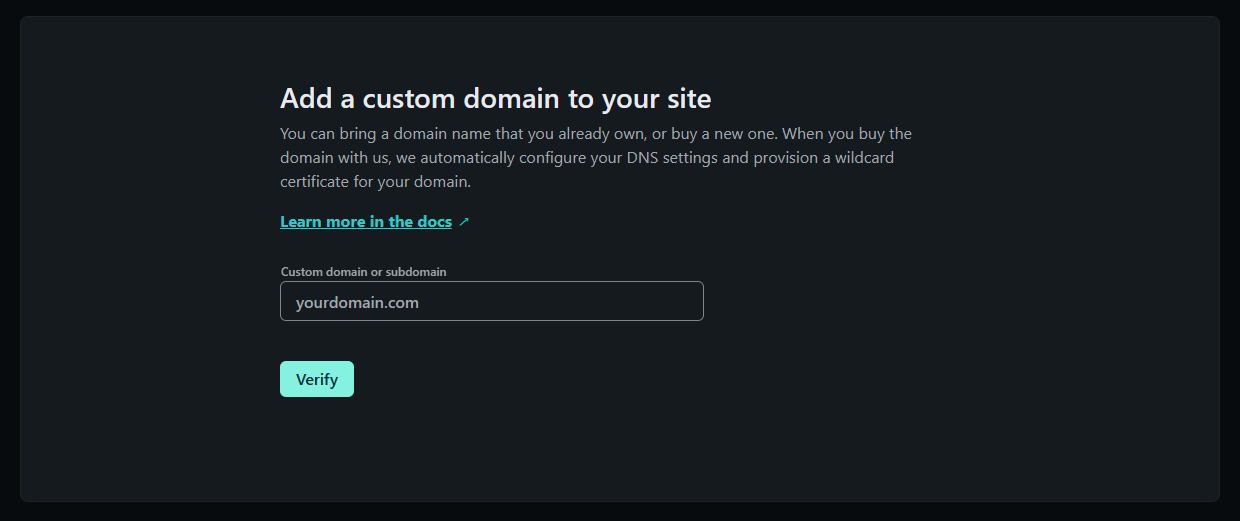 Add a custom domain to your site
You can bring a domain name that you already own, or buy a new one. When you buy the
domain with us, we automatically configure your DNS settings and provision a wildcard
certificate for your domain.
Learn more in the docs ↗
Custom domain or subdomain
yourdomain.com
Verify